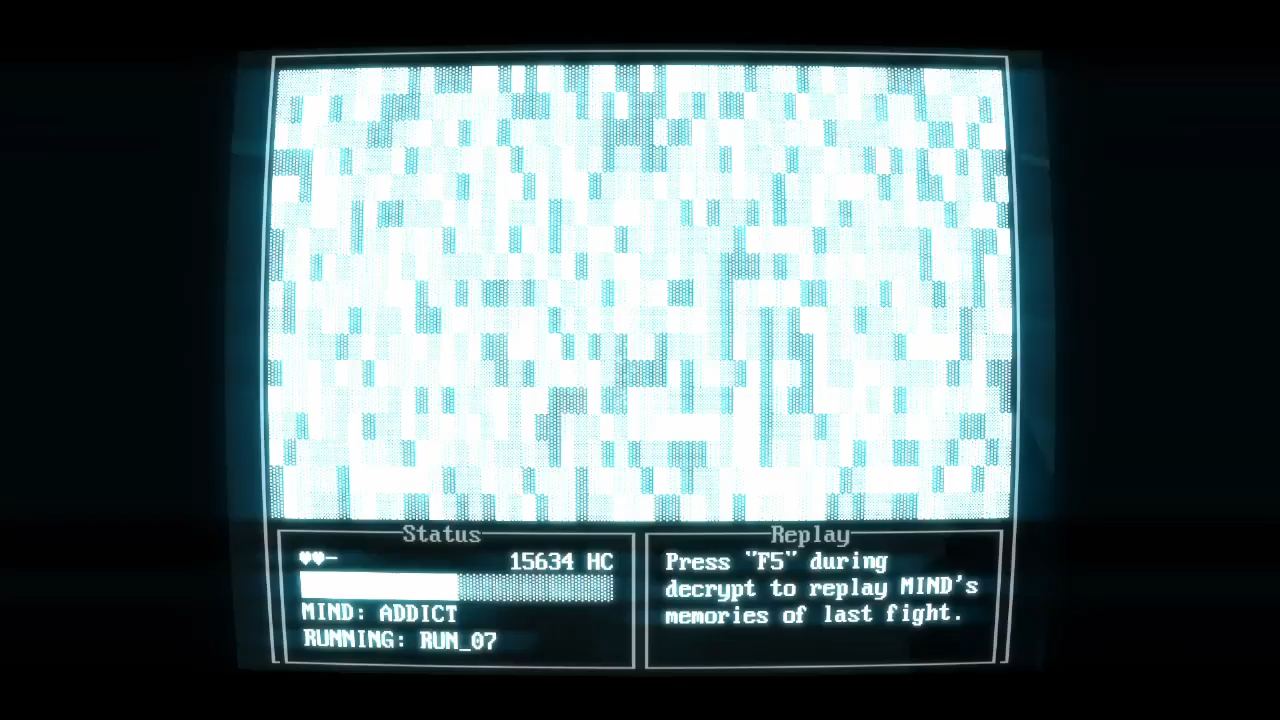 Status
♥♥-
15634 HC
MIND: ADDICT
RUNNING: RUN_07
Replay
Press "F5" during
decrypt to replay MIND's
memories of last fight.